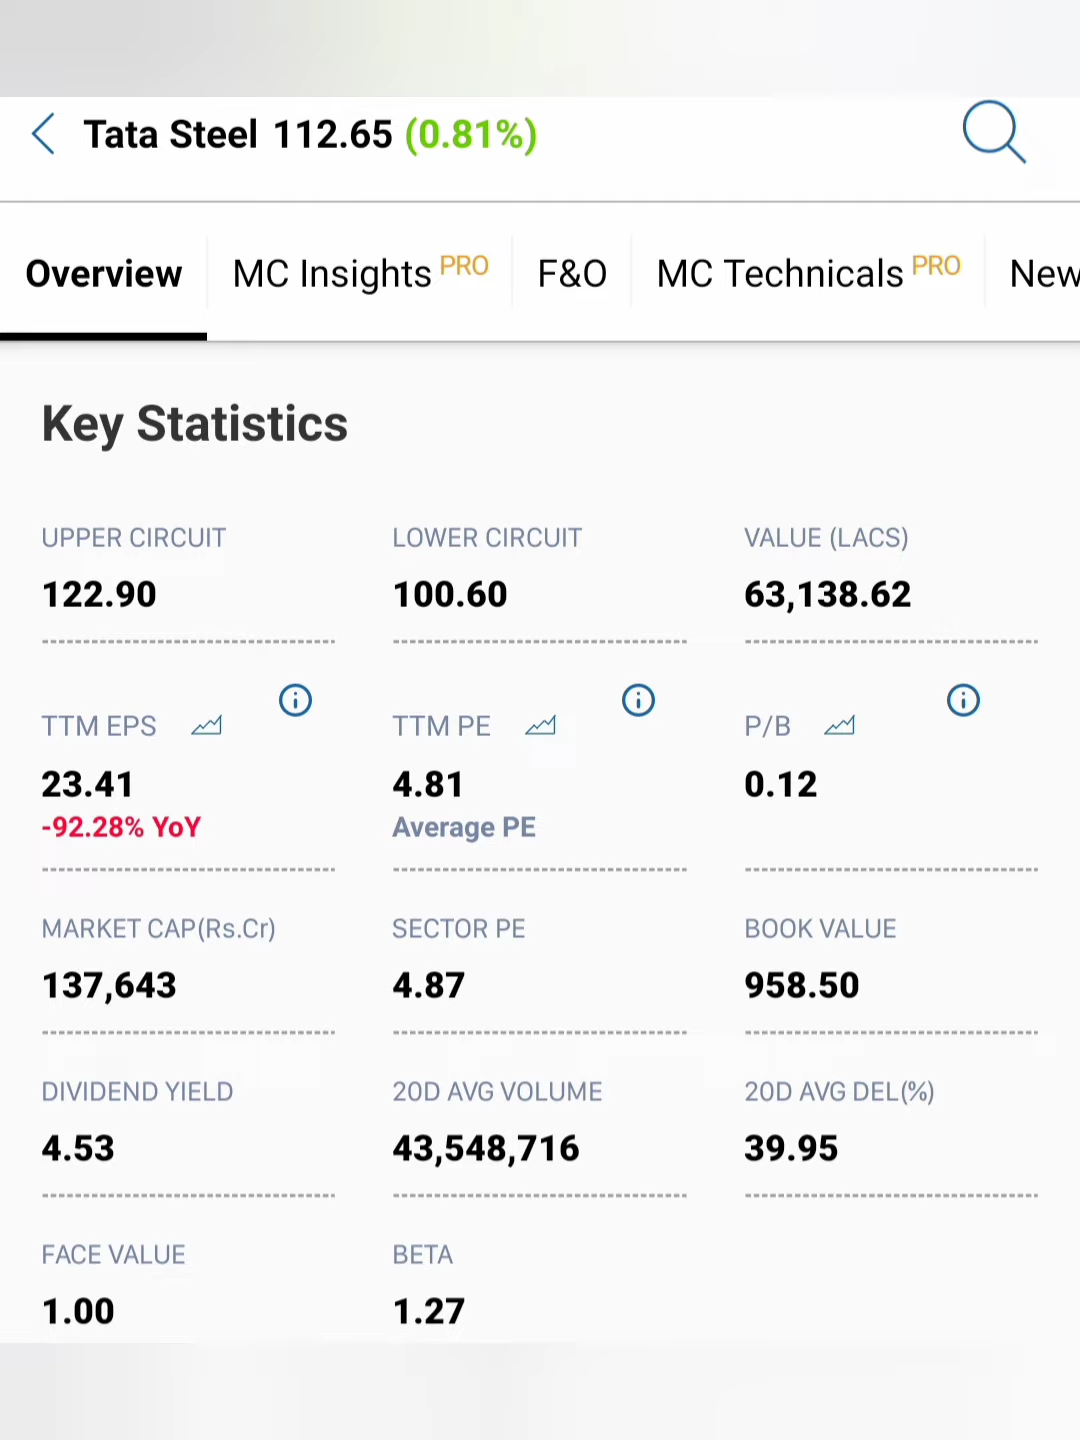 Tata Steel 112.65 (0.81%)
Overview MC Insights PRO F&O MC Technicals PRO New
Key Statistics
UPPER CIRCUIT LOWER CIRCUIT VALUE (LACS)
122.90 100.60 63,138.62
TTM EPS TTM PE P/B
23.41 4.81 0.12
-92.28% YoY Average PE
MARKET CAP(Rs.Cr) SECTOR PE BOOK VALUE
137,643 4.87 958.50
DIVIDEND YIELD 20D AVG VOLUME 20D AVG DEL(%)
4.53 43,548,716 39.95
FACE VALUE BETA
1.00 1.27